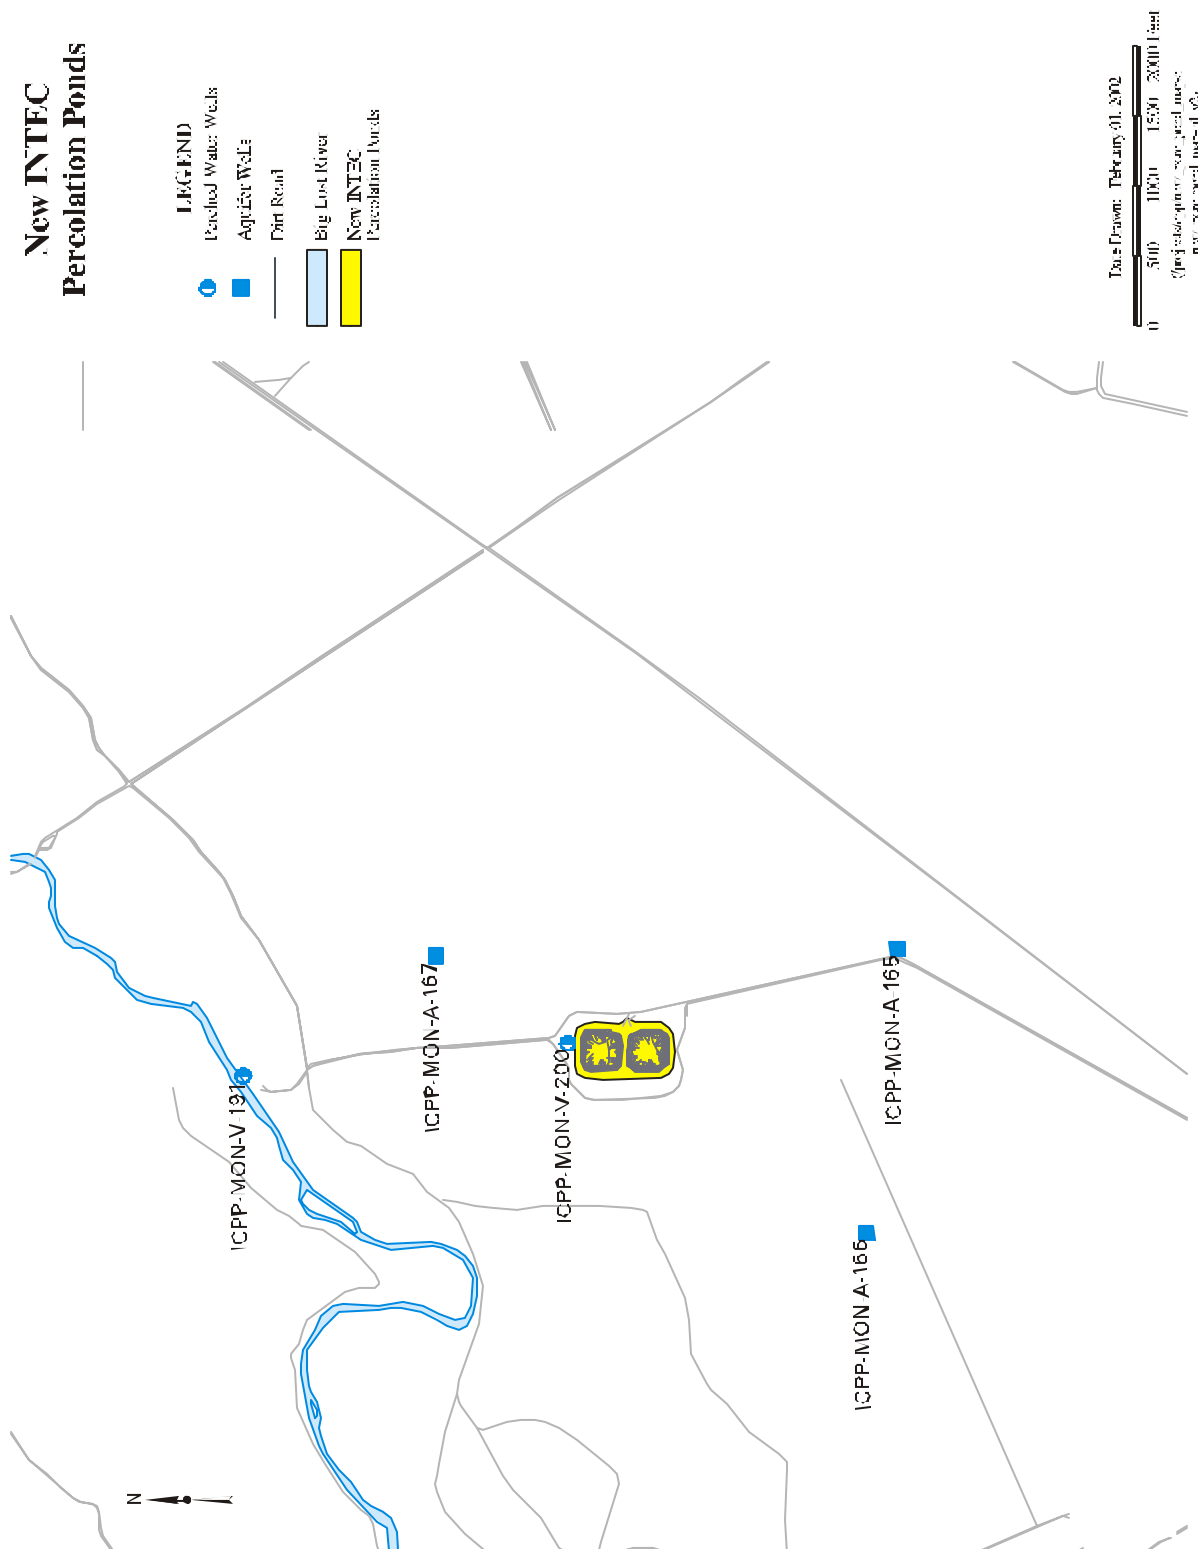 New INTEC
Percolation Ponds
LEGEND
Perched Water Wells
Aquifer Wells
Dirt Road
Big Lost River
New INTEC
Percolation Ponds
N
ICPP-MON-V-191
ICPP-MON-A-167
ICPP-MON-V-200
ICPP-MON-A-165
ICPP-MON-A-166
Date Drawn: February 01, 2002
0 500 1000 1500 2000 Feet